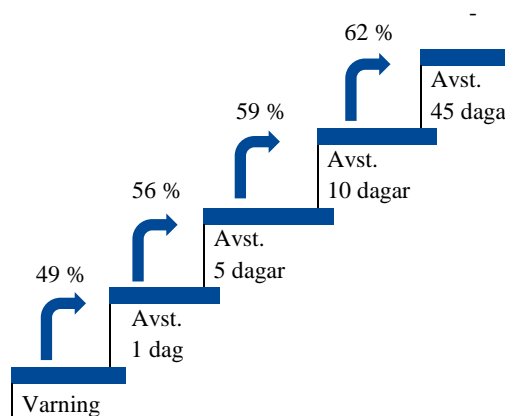 -
62 %
Avst.
45 daga
59 %
Avst.
10 dagar
56 %
Avst.
5 dagar
49 %
Avst.
1 dag
Varning